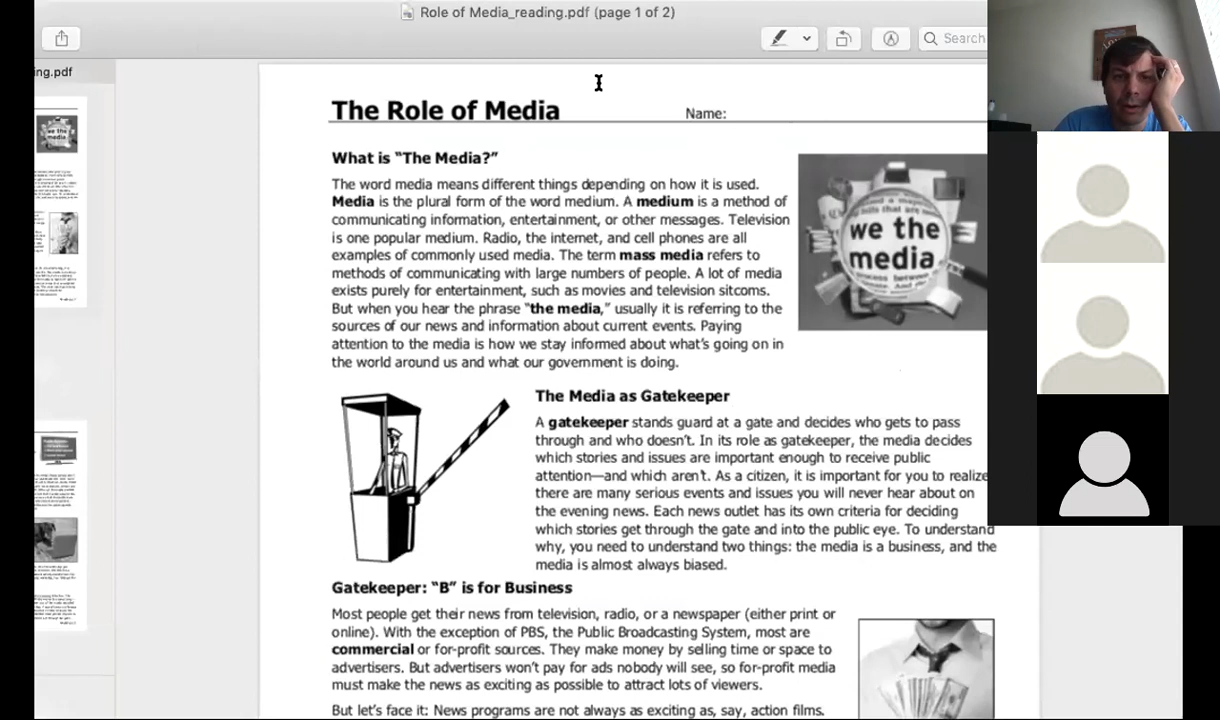 Role of Media_reading.pdf (page 1 of 2)
Search
ng.pdf
The Role of Media
Name:
What is “The Media?”
The word media means different things depending on how it is used.
Media is the plural form of the word medium. A medium is a method of
communicating information, entertainment, or other messages. Television
is one popular medium. Radio, the internet, and cell phones are all
examples of commonly used media. The term mass media refers to
methods of communicating with large numbers of people. A lot of media
exists purely for entertainment, such as movies and television sitcoms.
But when you hear the phrase “the media,” usually it is referring to the
sources of our news and information about current events. Paying
attention to the media is how we stay informed about what’s going on in
the world around us and what our government is doing.
we the
media
The Media as Gatekeeper
A gatekeeper stands guard at a gate and decides who gets to pass
through and who doesn’t. In its role as gatekeeper, the media decides
which stories and issues are important enough to receive public
attention—and which aren’t. As a citizen, it is important for you to realize
there are many serious events and issues you will never hear about on
the evening news. Each news outlet has its own criteria for deciding
which stories get through the gate and into the public eye. To understand
why, you need to understand two things: the media is a business, and the
media is almost always biased.
Gatekeeper: “B” is for Business
Most people get their news from television, radio, or a newspaper (either print or
online). With the exception of PBS, the Public Broadcasting System, most are
commercial or for-profit sources. They make money by selling time or space to
advertisers. But advertisers won’t pay for ads nobody will see, so for-profit media
must make the news as exciting as possible to attract lots of viewers.
But let’s face it: News programs are not always as exciting as, say, action films.